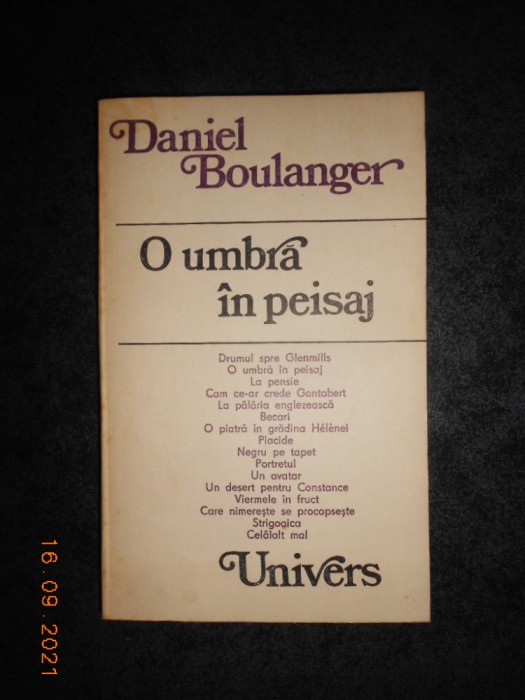 Daniel
Boulanger
O umbră
în peisaj
Drumul spre Glenmills
O umbră în peisaj
La pensie
Cam ce-ar crede Gontabert
La pălăria englezească
Becari
O piatră în grădina Hélènei
Placide
Negru pe tapet
Portretul
Un avatar
Un desert pentru Constance
Viermele în fruct
Care nimerește se procopsește
Strigoaica
Celălalt mal
Univers
16.09.2021